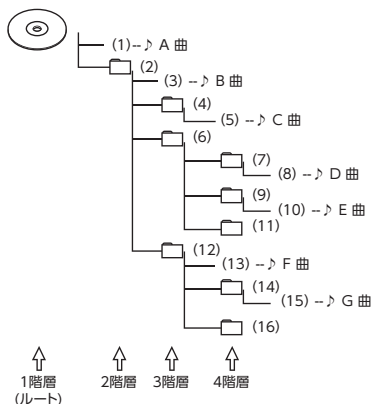 (1)--♪ A 曲
(2)
(3) --♪ B 曲
(4)
(5) --♪ C 曲
(6)
(7)
(8) --♪ D 曲
(9)
(10) --♪ E 曲
(11)
(12)
(13) --♪ F 曲
(14)
(15) --♪ G 曲
(16)
1階層 2階層 3階層 4階層
(ルート)